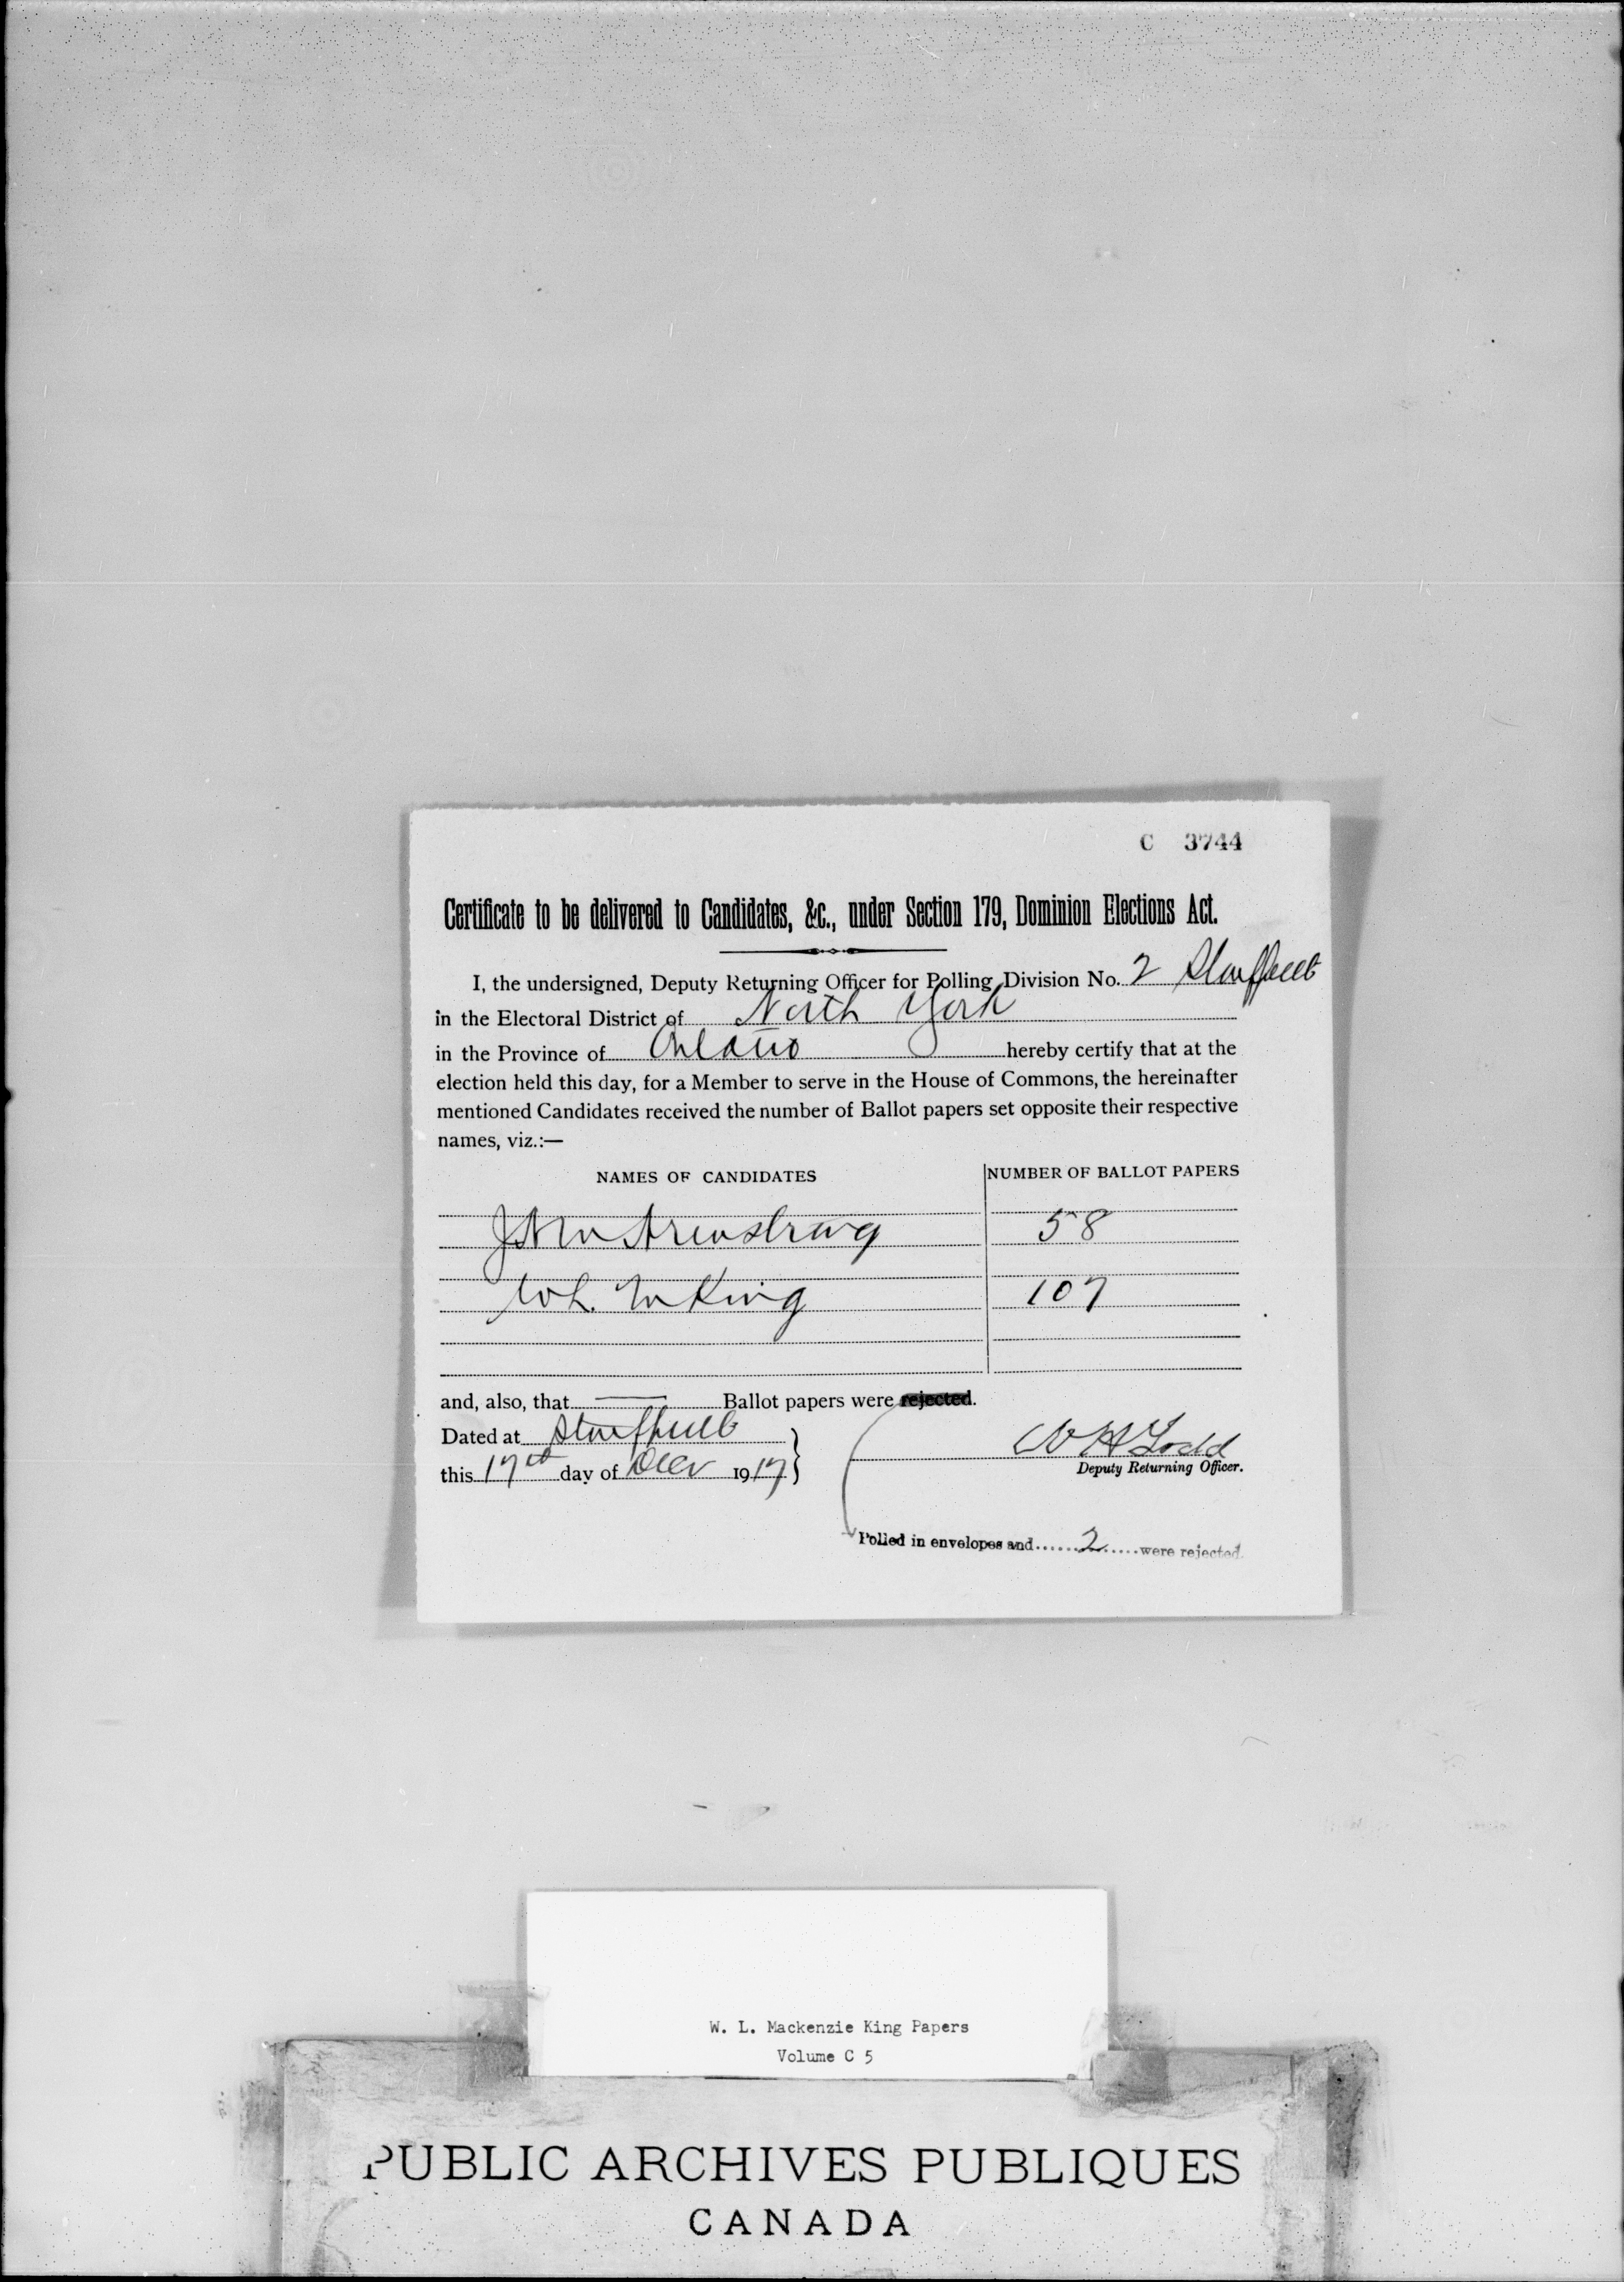 C 3744
Certificate to be delivered to Candidates, &c., under Section 179, Dominion Elections Act.
I, the undersigned, Deputy Returning Officer for Polling Division No. 2 Stouffville
in the Electoral District of North York
in the Province of Ontario hereby certify that at the
election held this day, for a Member to serve in the House of Commons, the hereinafter
mentioned Candidates received the number of Ballot papers set opposite their respective
names, viz.:—
NAMES OF CANDIDATES NUMBER OF BALLOT PAPERS
Armstrong 58
W L. M King 107
and, also, that — Ballot papers were rejected.
Dated at Stouffville
this 17th day of Decr 1917
W H Todd
Deputy Returning Officer.
Polled in envelopes and ...... 2 ...... were rejected.
W. L. Mackenzie King Papers
Volume C 5
PUBLIC ARCHIVES PUBLIQUES
CANADA